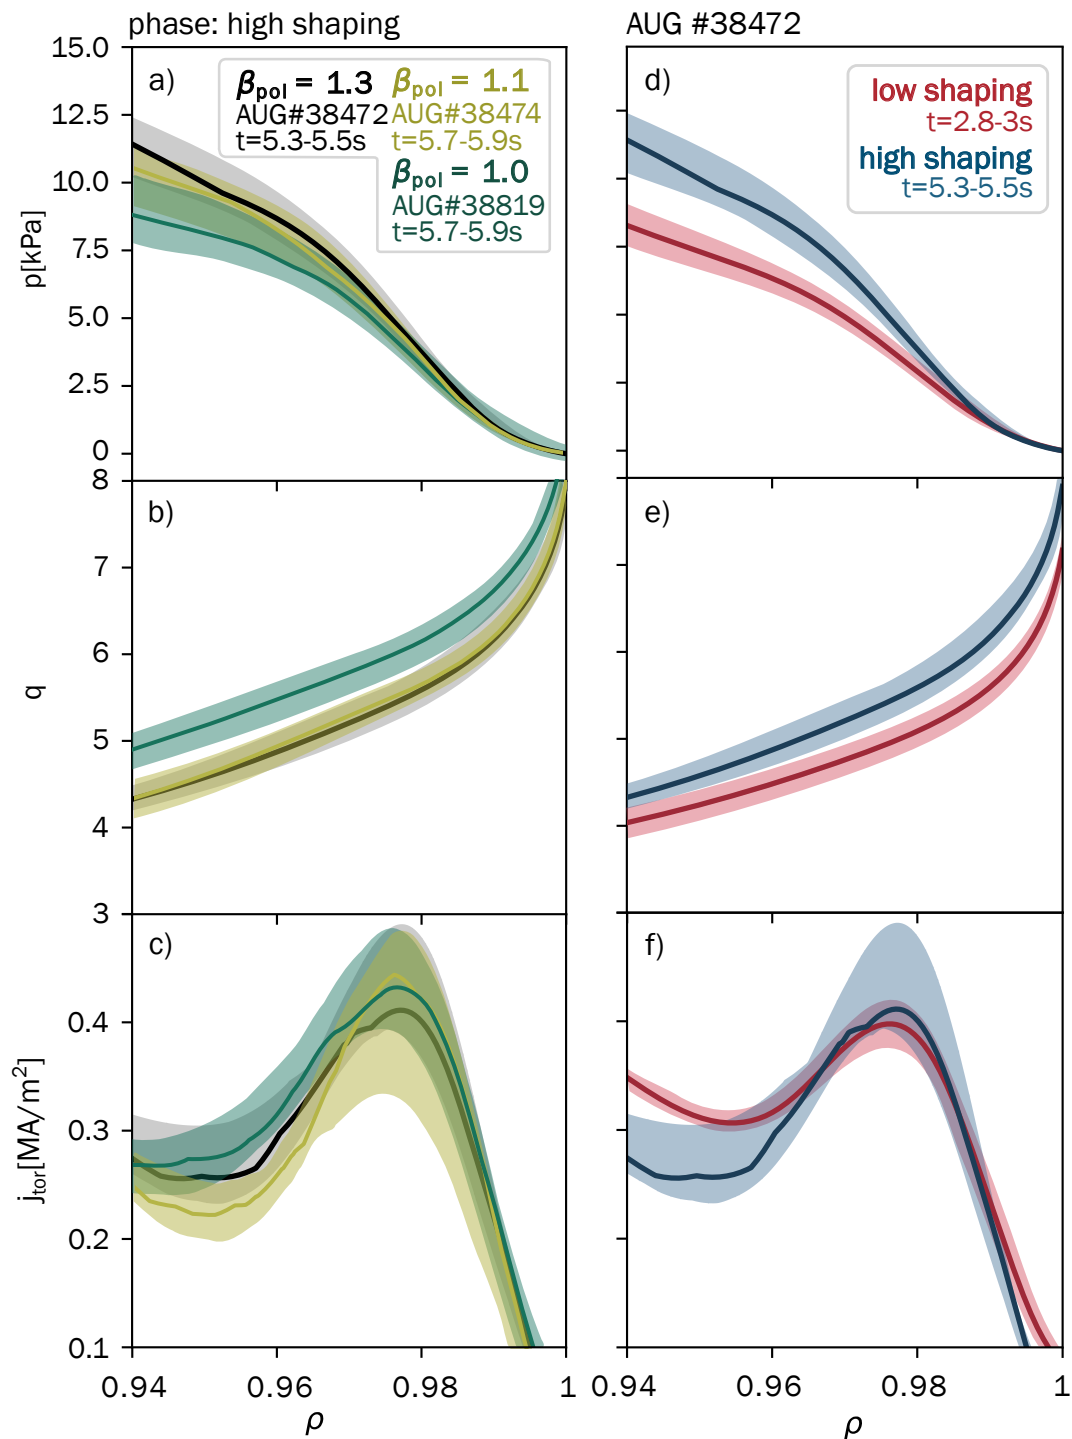 phase: high shaping
AUG #38472
15.0
12.5
10.0
7.5
5.0
2.5
0
p[kPa]
a)
βpol = 1.3
AUG#38472
t=5.3-5.5s
βpol = 1.1
AUG#38474
t=5.7-5.9s
βpol = 1.0
AUG#38819
t=5.7-5.9s
d)
low shaping
t=2.8-3s
high shaping
t=5.3-5.5s
8
7
6
5
4
3
q
b)
e)
0.4
0.3
0.2
0.1
jtor[MA/m²]
c)
f)
0.94 0.96 0.98 1 0.94 0.96 0.98 1
ρ ρ